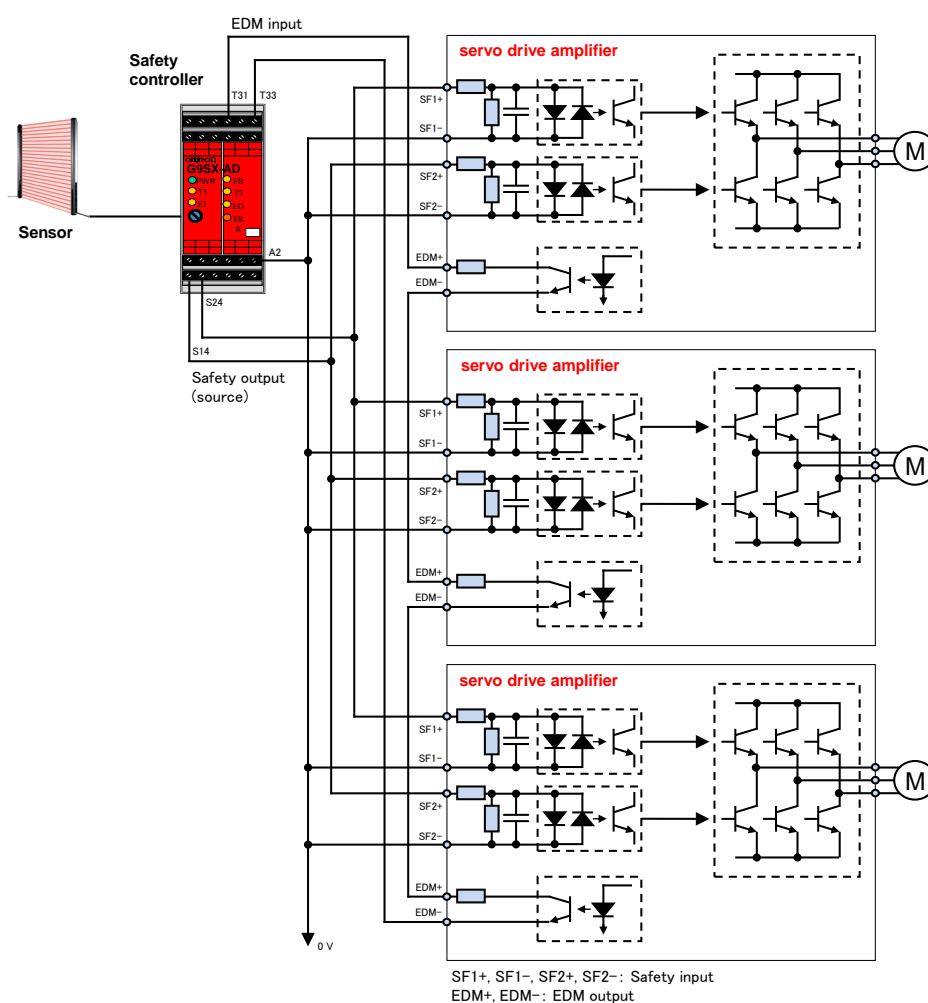 EDM input
Safety
controller
T31 T33
servo drive amplifier
SF1+
SF1-
SF2+
SF2-
EDM+
EDM-
M
omron
G9SX-AD
PWR FB
T1 T2
EI ED
ER
R
Sensor
A2
S24
S14
Safety output
(source)
servo drive amplifier
SF1+
SF1-
SF2+
SF2-
EDM+
EDM-
M
servo drive amplifier
SF1+
SF1-
SF2+
SF2-
EDM+
EDM-
M
0 V
SF1+, SF1-, SF2+, SF2-: Safety input
EDM+, EDM-: EDM output